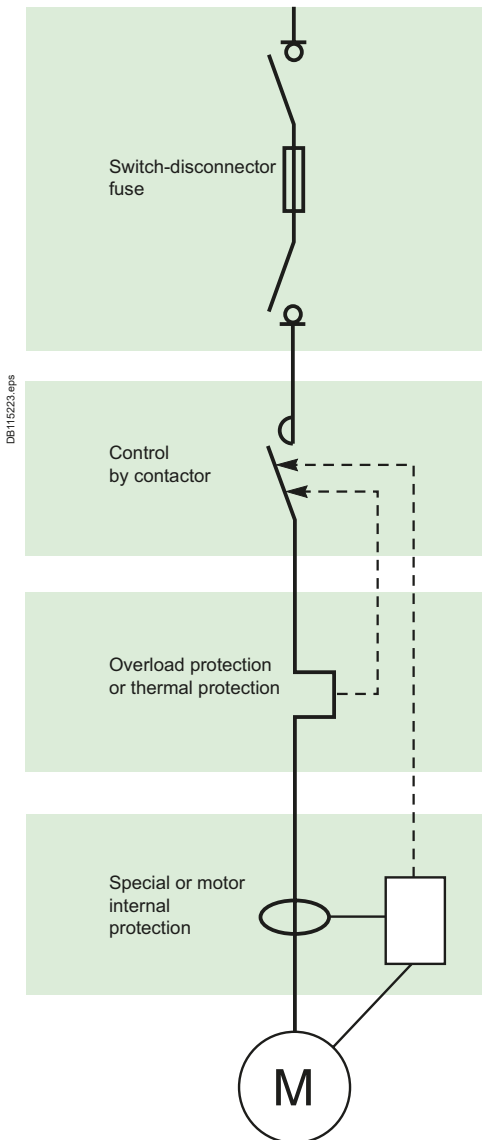 Switch-disconnector
fuse
DB115223.eps
Control
by contactor
Overload protection
or thermal protection
Special or motor
internal
protection
M